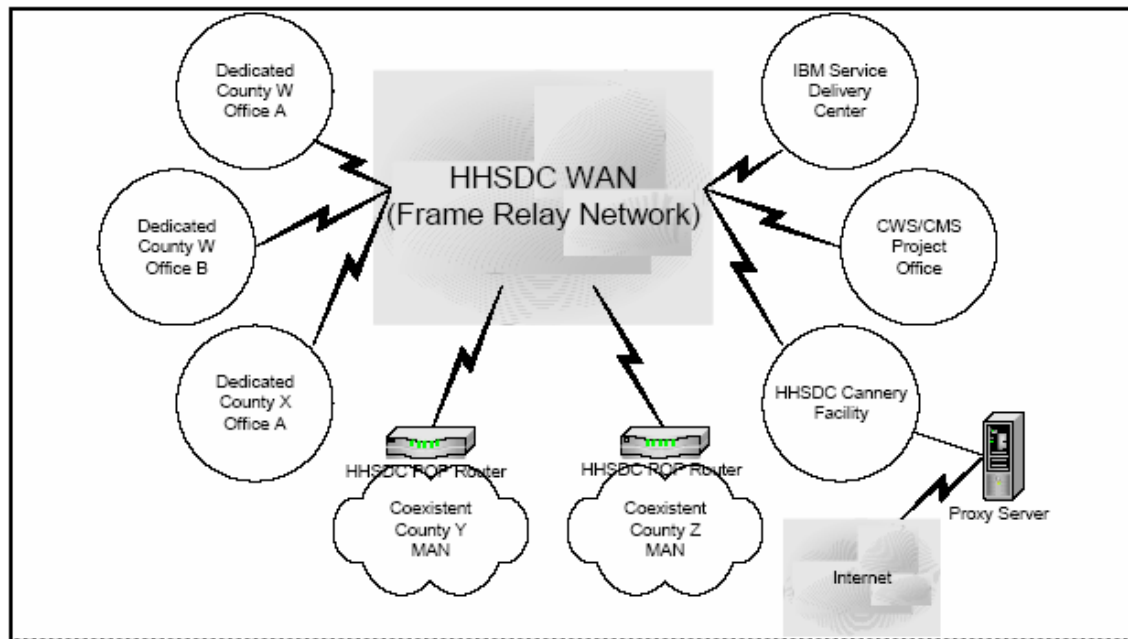 Dedicated
County W
Office A
IBM Service
Delivery
Center
HHSDC WAN
(Frame Relay Network)
Dedicated
County W
Office B
CWS/CMS
Project
Office
Dedicated
County X
Office A
HHSDC Cannery
Facility
HHSDC POP Router
HHSDC POP Router
Coexistent
County Y
MAN
Coexistent
County Z
MAN
Proxy Server
Internet